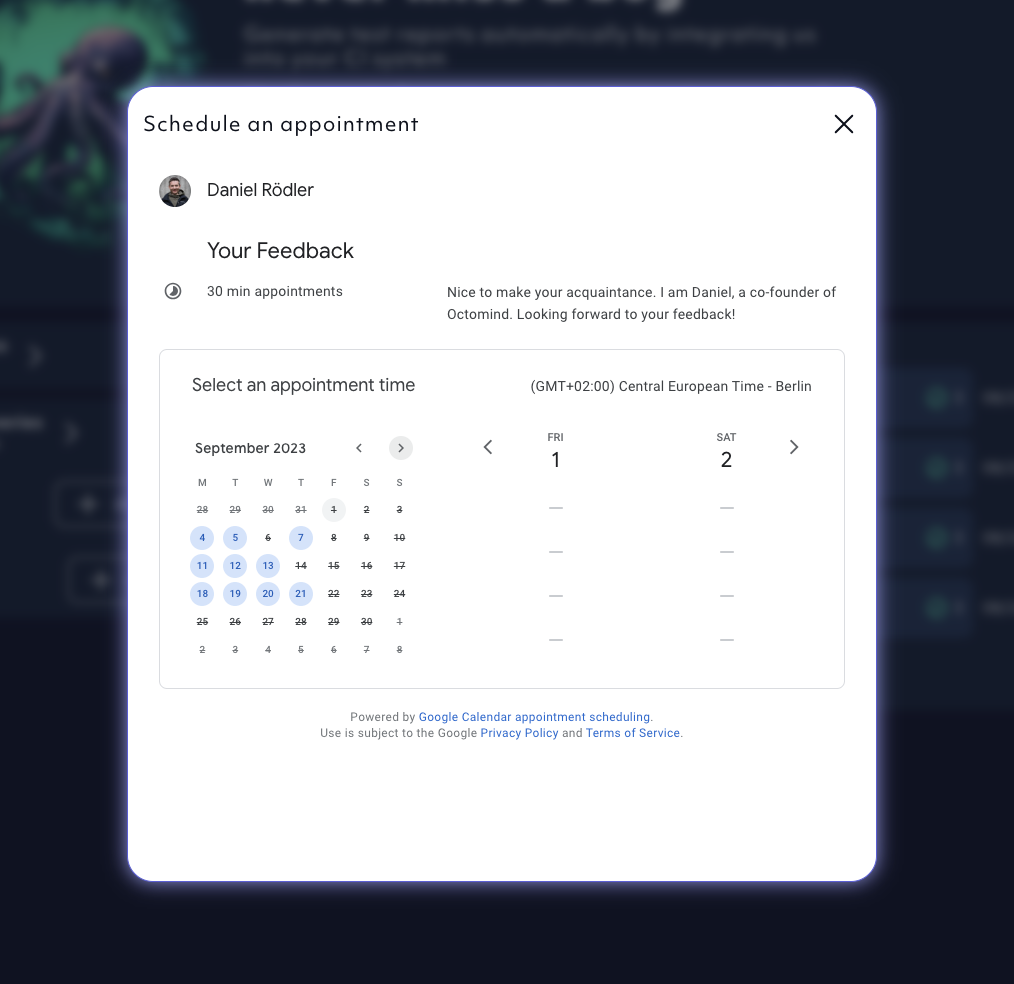 Generate test reports automatically by integrating us
into your CI system
Schedule an appointment
Daniel Rödler
Your Feedback
30 min appointments
Nice to make your acquaintance. I am Daniel, a co-founder of
Octomind. Looking forward to your feedback!
Select an appointment time
(GMT+02:00) Central European Time - Berlin
September 2023
M T W T F S S
28 29 30 31 1 2 3
4 5 6 7 8 9 10
11 12 13 14 15 16 17
18 19 20 21 22 23 24
25 26 27 28 29 30 1
2 3 4 5 6 7 8
FRI
1
SAT
2
Powered by Google Calendar appointment scheduling.
Use is subject to the Google Privacy Policy and Terms of Service.